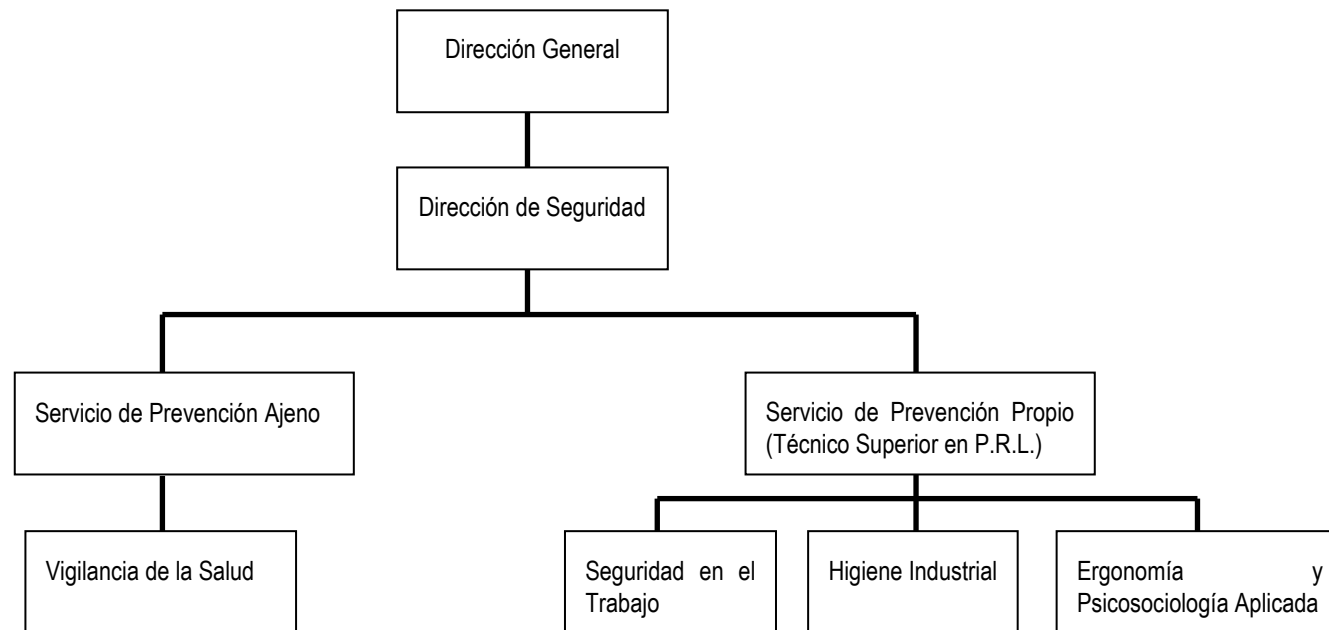 Dirección General
Dirección de Seguridad
Servicio de Prevención Ajeno
Servicio de Prevención Propio
(Técnico Superior en P.R.L.)
Vigilancia de la Salud
Seguridad en el
Trabajo
Higiene Industrial
Ergonomía y
Psicosociología Aplicada